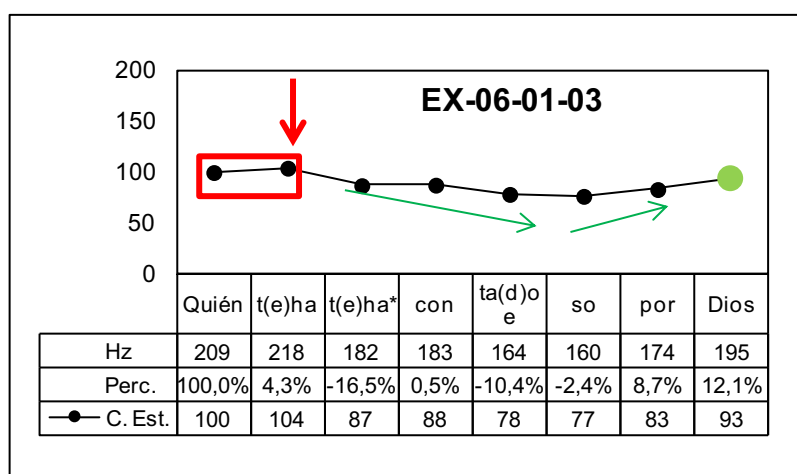 EX-06-01-03
200
150
100
50
0
Quién t(e)ha t(e)ha* con ta(d)o e so por Dios
Hz 209 218 182 183 164 160 174 195
Perc. 100,0% 4,3% -16,5% 0,5% -10,4% -2,4% 8,7% 12,1%
C. Est. 100 104 87 88 78 77 83 93